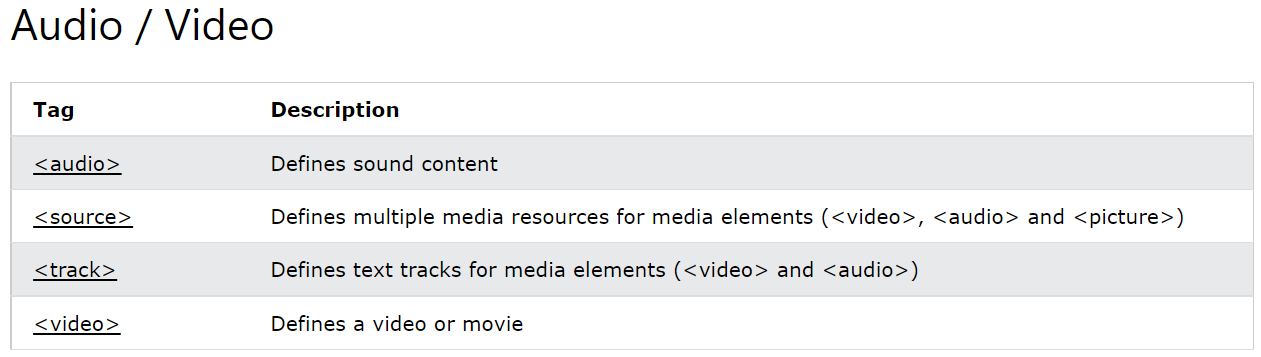 Audio / Video
Tag Description
<audio> Defines sound content
<source> Defines multiple media resources for media elements (<video>, <audio> and <picture>)
<track> Defines text tracks for media elements (<video> and <audio>)
<video> Defines a video or movie